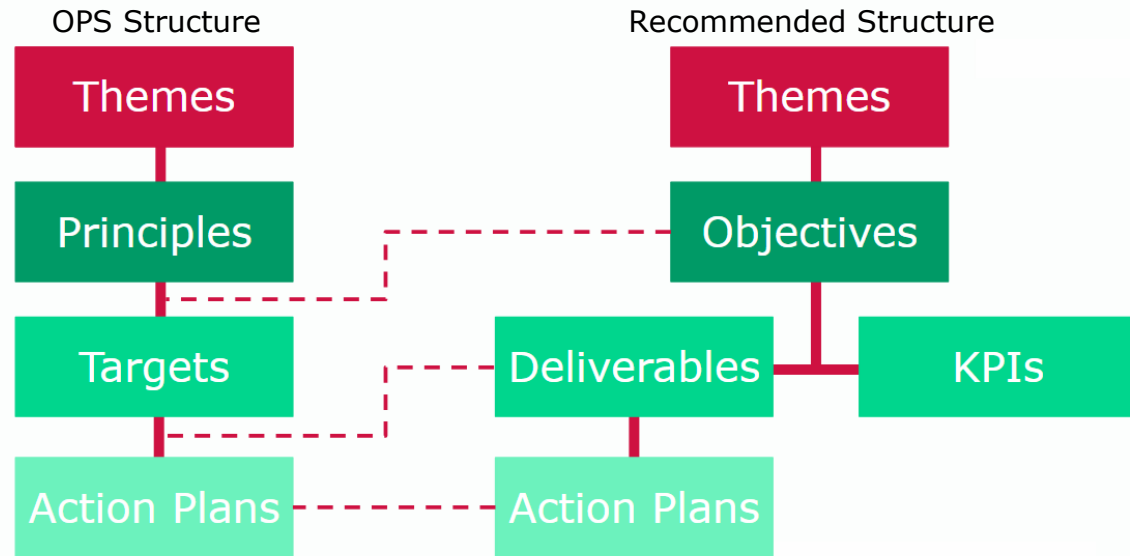 OPS Structure
Recommended Structure
Themes
Themes
Principles
Objectives
Targets
Deliverables
KPIs
Action Plans
Action Plans